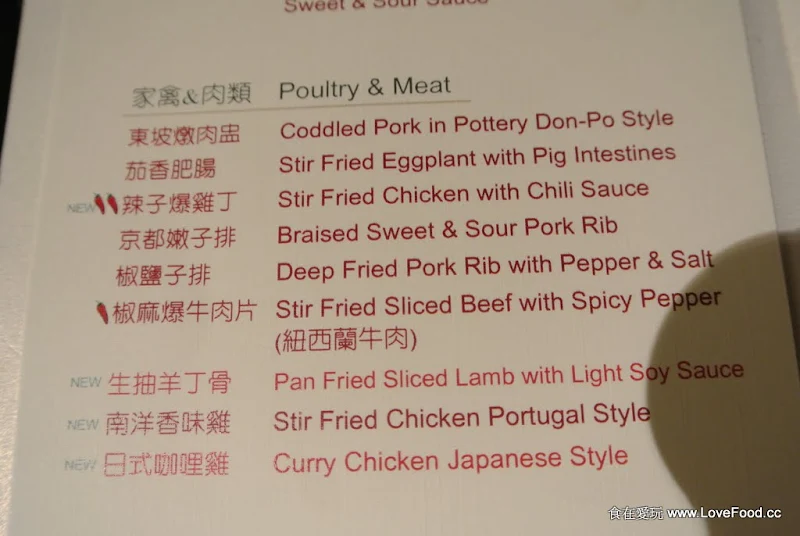 Sweet & Sour Sauce
家禽&肉類 Poultry & Meat
東坡燉肉盅 Coddled Pork in Pottery Don-Po Style
茄香肥腸 Stir Fried Eggplant with Pig Intestines
NEW 辣子爆雞丁 Stir Fried Chicken with Chili Sauce
京都嫩子排 Braised Sweet & Sour Pork Rib
椒鹽子排 Deep Fried Pork Rib with Pepper & Salt
椒麻爆牛肉片 Stir Fried Sliced Beef with Spicy Pepper
(紐西蘭牛肉)
NEW 生抽羊丁骨 Pan Fried Sliced Lamb with Light Soy Sauce
NEW 南洋香味雞 Stir Fried Chicken Portugal Style
NEW 日式咖哩雞 Curry Chicken Japanese Style
食在愛玩 www.LoveFood.cc